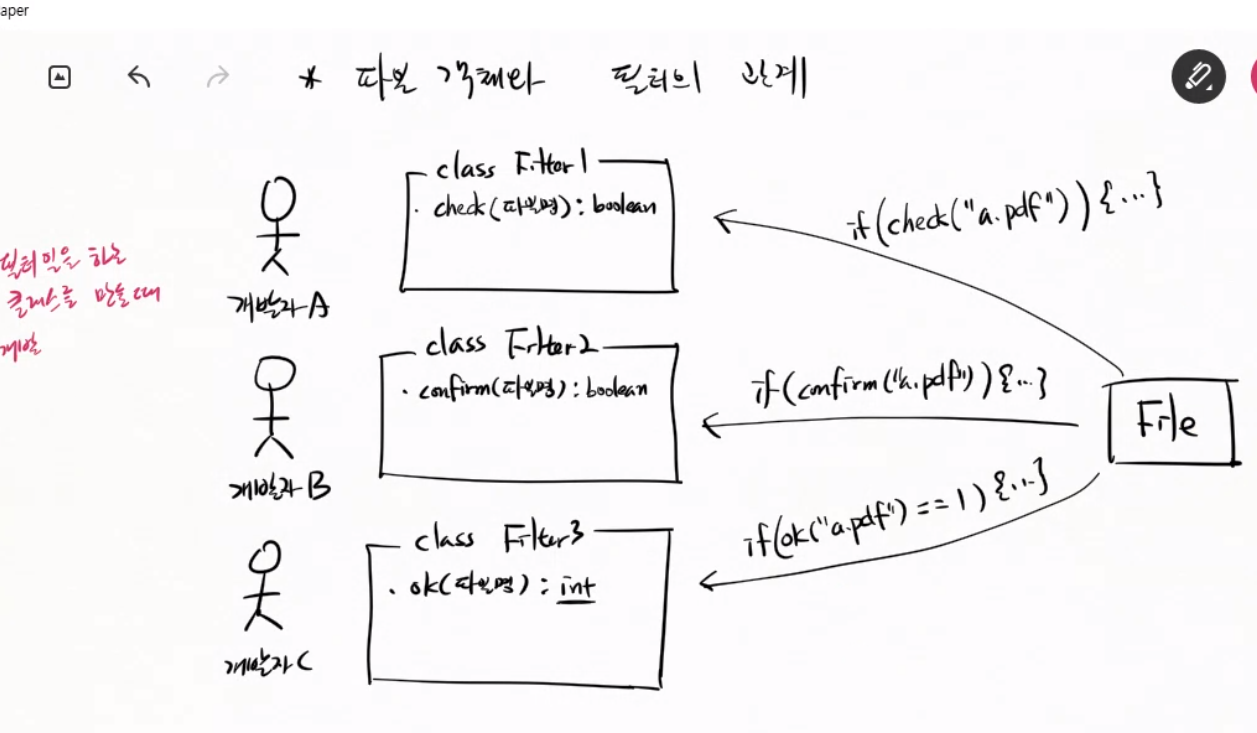 aper
* 파일 객체와 필터의 관계
class Filter1
· check(파일명) : boolean
if(check("a.pdf")) {...}
필터링을 하는
클래스를 만들 때
개발자A
class Filter2
· confirm(파일명) : boolean
if(confirm("a.pdf")) {...}
File
개발자B
class Filter3
· ok(파일명) : int
if(ok("a.pdf") == 1) {...}
개발자C